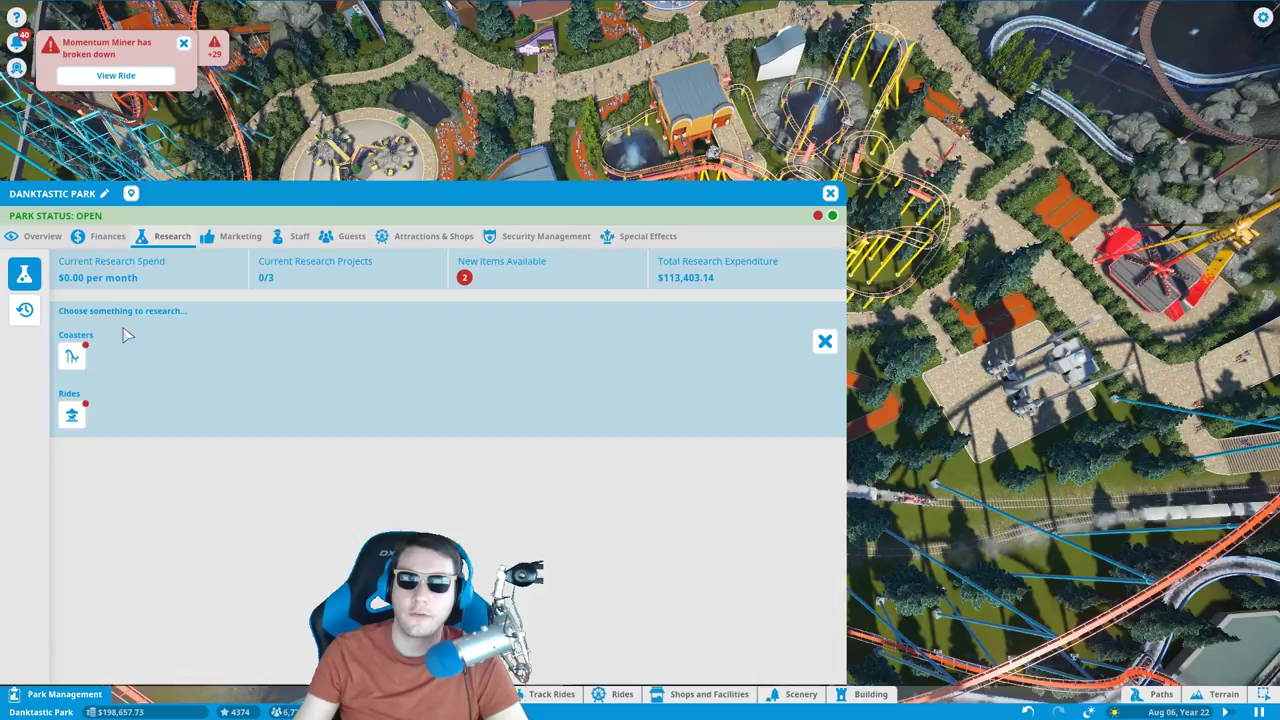 40
Momentum Miner has
broken down
+29
View Ride
DANKTASTIC PARK
PARK STATUS: OPEN
Overview
Finances
Research
Marketing
Staff
Guests
Attractions & Shops
Security Management
Special Effects
Current Research Spend
$0.00 per month
Current Research Projects
0/3
New items Available
2
Total Research Expenditure
$113,403.14
Choose something to research...
Coasters
Rides
Park Management
Track Rides
Rides
Shops and Facilities
Scenery
Building
Paths
Terrain
Danktastic Park
$198,657.73
4374
Aug 06, Year 22